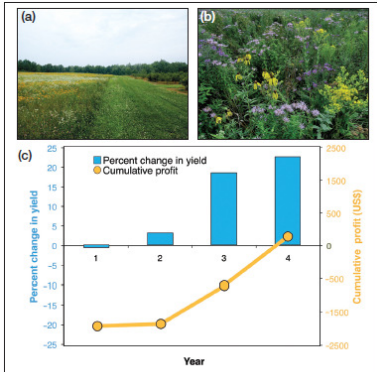 (a)
(b)
(c)
Percent change in yield
Cumulative profit
25
20
15
10
5
0
-5
-10
-15
-20
-25
Percent change in yield
1 2 3 4
2500
1500
500
0
-500
-1500
-2500
Cumulative profit (US$)
Year